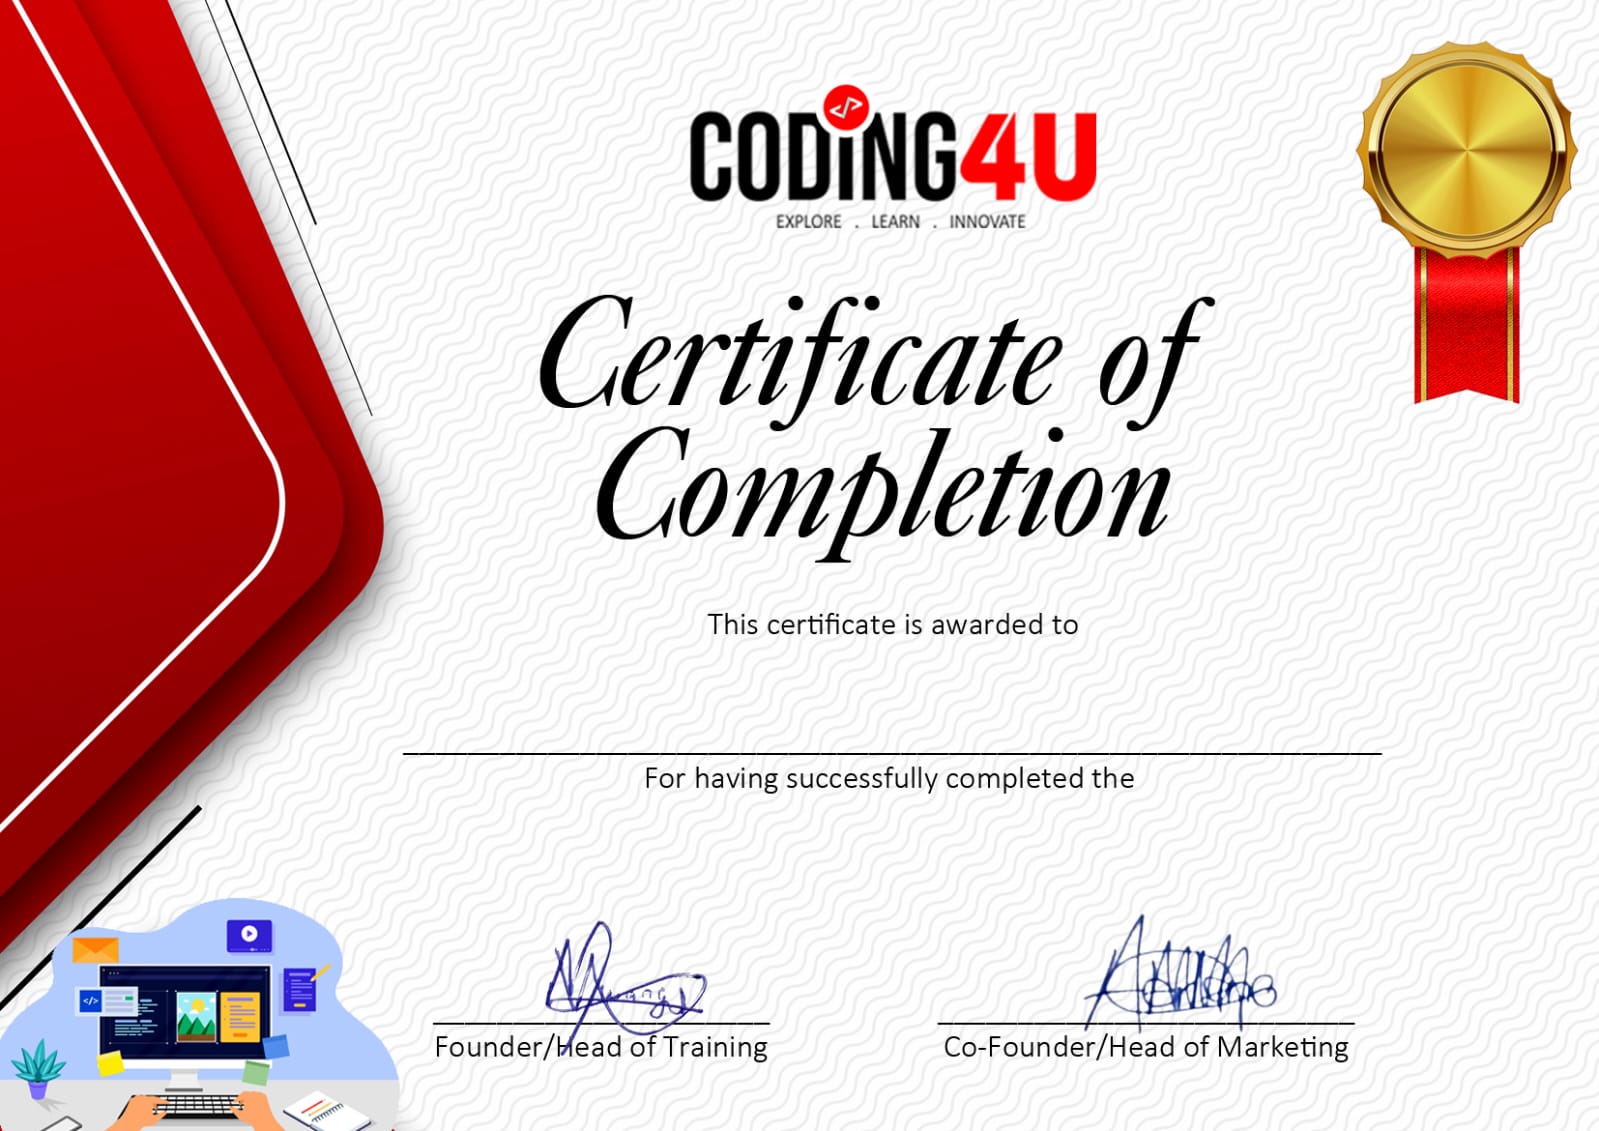 CODING4U
EXPLORE . LEARN . INNOVATE
Certificate of
Completion
This certificate is awarded to
For having successfully completed the
Founder/Head of Training
Co-Founder/Head of Marketing